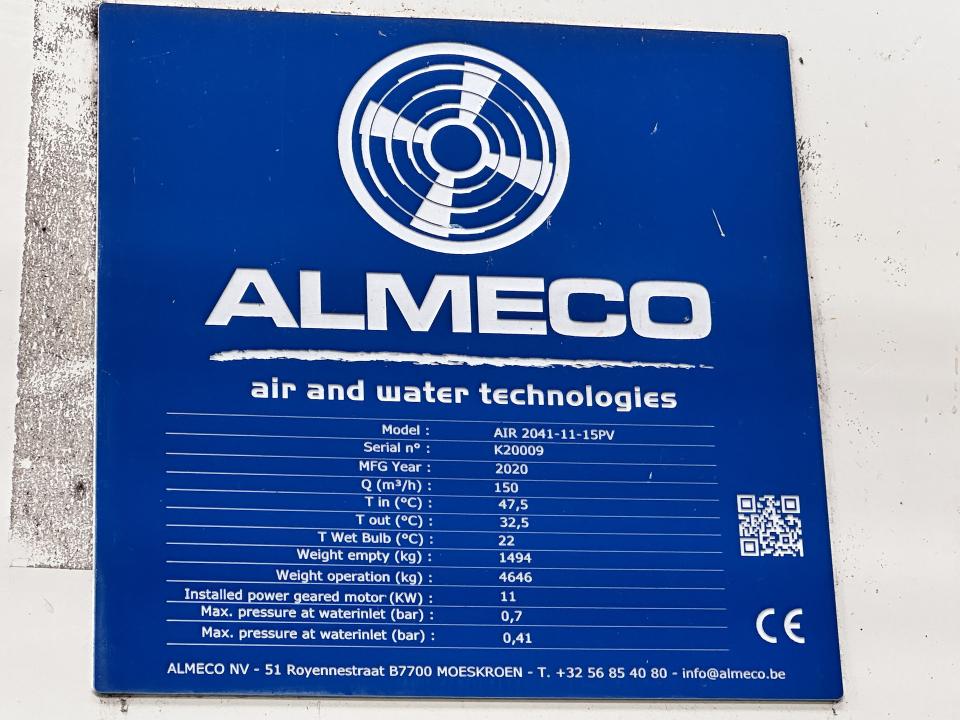 ALMECO
air and water technologies
Model : AIR 2041-11-15PV
Serial n° : K20009
MFG Year : 2020
Q (m³/h) : 150
T in (°C) : 47,5
T out (°C) : 32,5
T Wet Bulb (°C) : 22
Weight empty (kg) : 1494
Weight operation (kg) : 4646
Installed power geared motor (KW) : 11
Max. pressure at waterinlet (bar) : 0,7
Max. pressure at waterinlet (bar) : 0,41
CE
ALMECO NV - 51 Royennestraat B7700 MOESKROEN - T. +32 56 85 40 80 - info@almeco.be